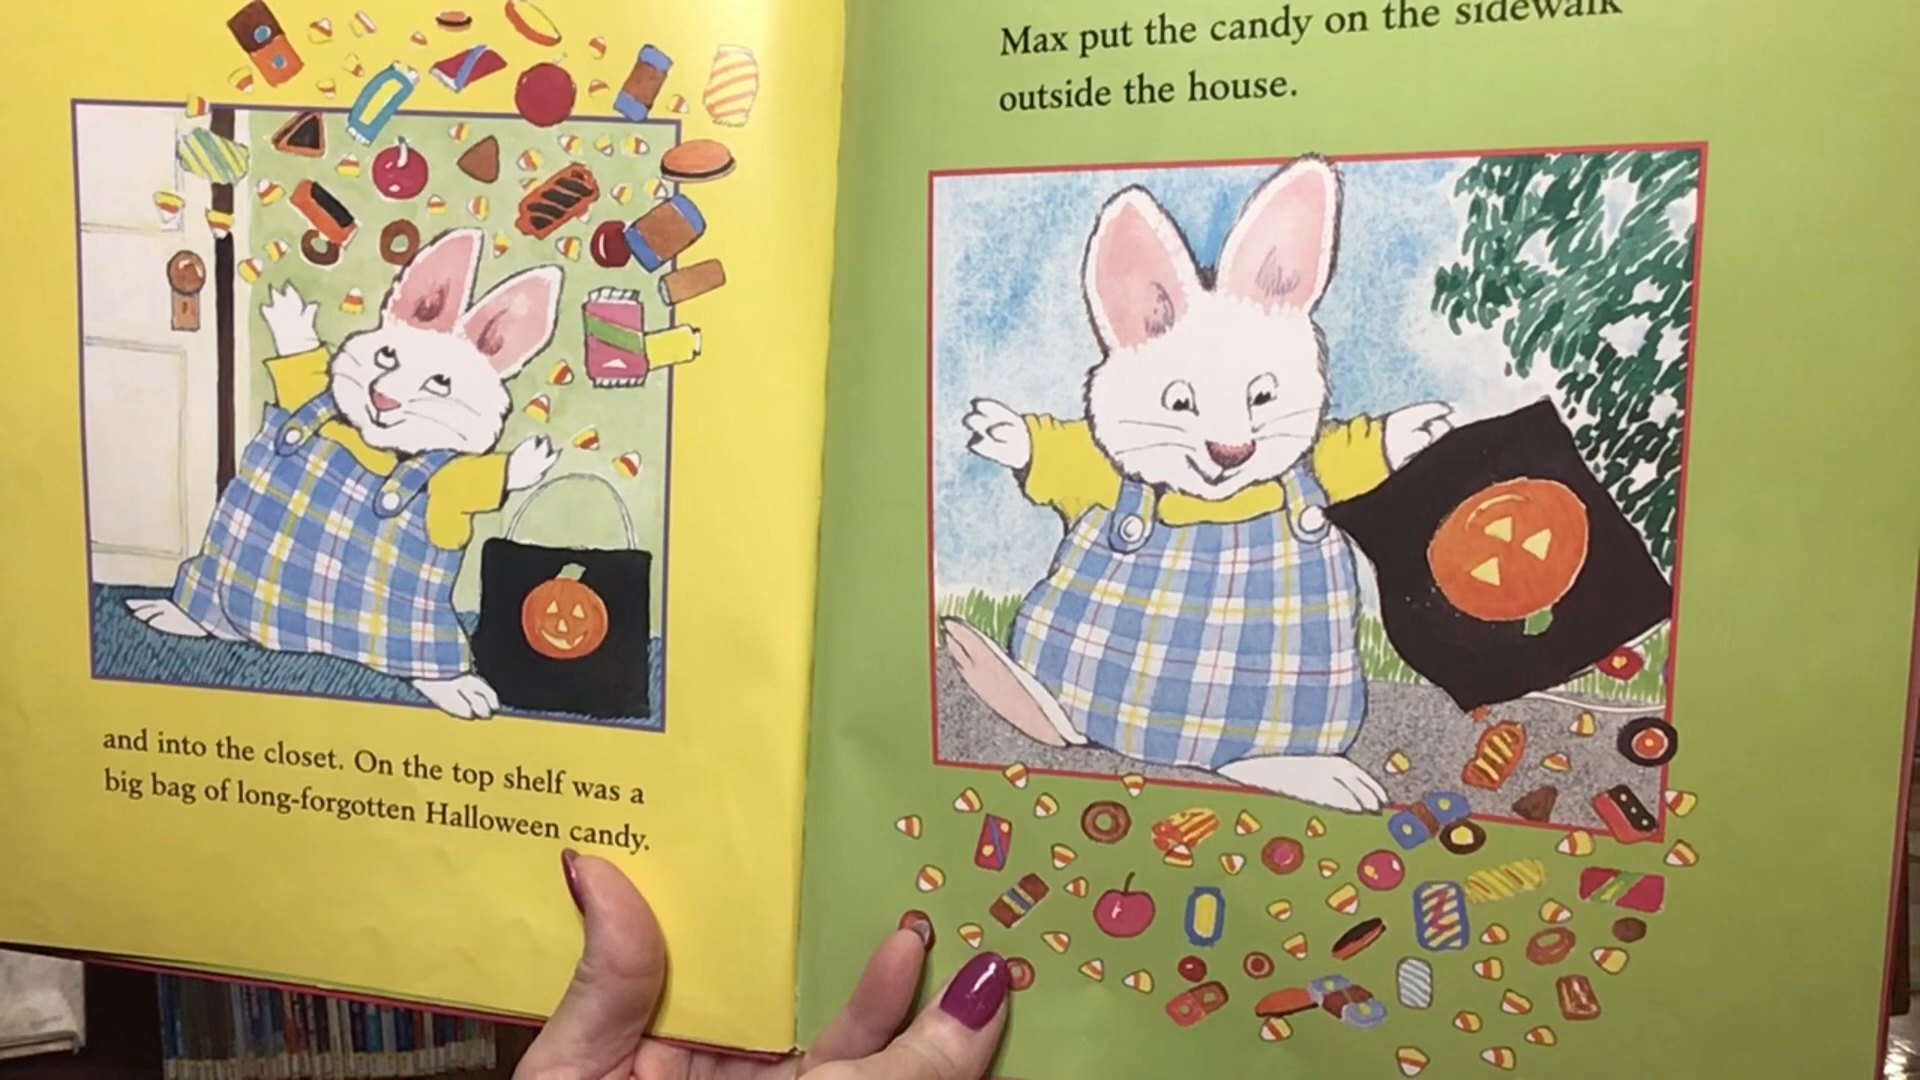 and into the closet. On the top shelf was a
big bag of long-forgotten Halloween candy.
Max put the candy on the sidewalk
outside the house.